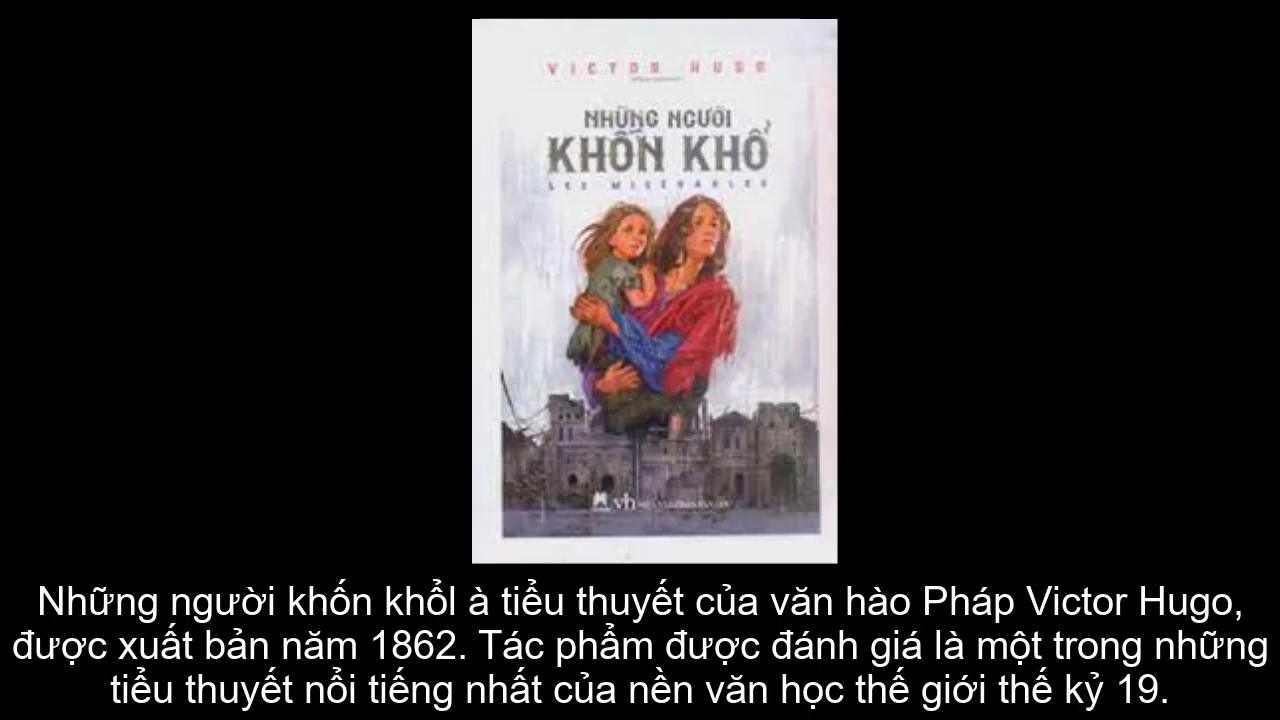 VICTOR HUGO
NHỮNG NGƯỜI
KHỐN KHỔ
LES MISÉRABLES
vh
Những người khốn khổl à tiểu thuyết của văn hào Pháp Victor Hugo,
được xuất bản năm 1862. Tác phẩm được đánh giá là một trong những
tiểu thuyết nổi tiếng nhất của nền văn học thế giới thế kỷ 19.